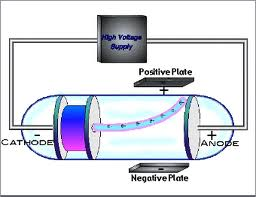 High Voltage
Supply
Positive Plate
+
-
CATHODE
+
ANODE
Negative Plate